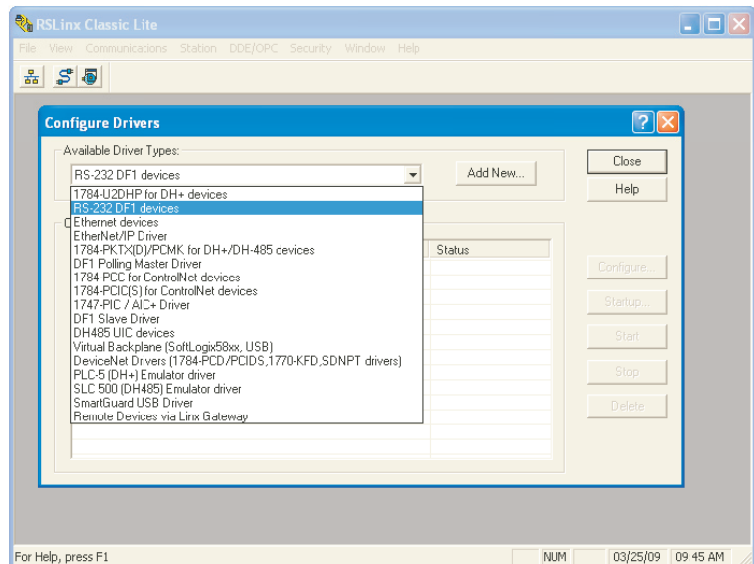 RSLinx Classic Lite
File View Communications Station DDE/OPC Security Window Help
Configure Drivers
Available Driver Types:
RS-232 DF1 devices
Add New...
Close
Help
1784-U2DHP for DH+ devices
RS-232 DF1 devices
Ethernet devices
EtherNet/IP Driver
1784-PKTX(D)/PCMK for DH+/DH-485 devices
DF1 Polling Master Driver
1784-PCC for ControlNet devices
1784-PCIC(S) for ControlNet devices
1747-PIC / AIC+ Driver
DF1 Slave Driver
DH485 UIC devices
Virtual Backplane (SoftLogix58xx, USB)
DeviceNet Drivers (1784-PCD/PCIDS,1770-KFD,SDNPT drivers)
PLC-5 (DH+) Emulator driver
SLC 500 (DH485) Emulator driver
SmartGuard USB Driver
Remote Devices via Linx Gateway
Status
Configure...
Startup...
Start
Stop
Delete
For Help, press F1
NUM
03/25/09
09:45 AM